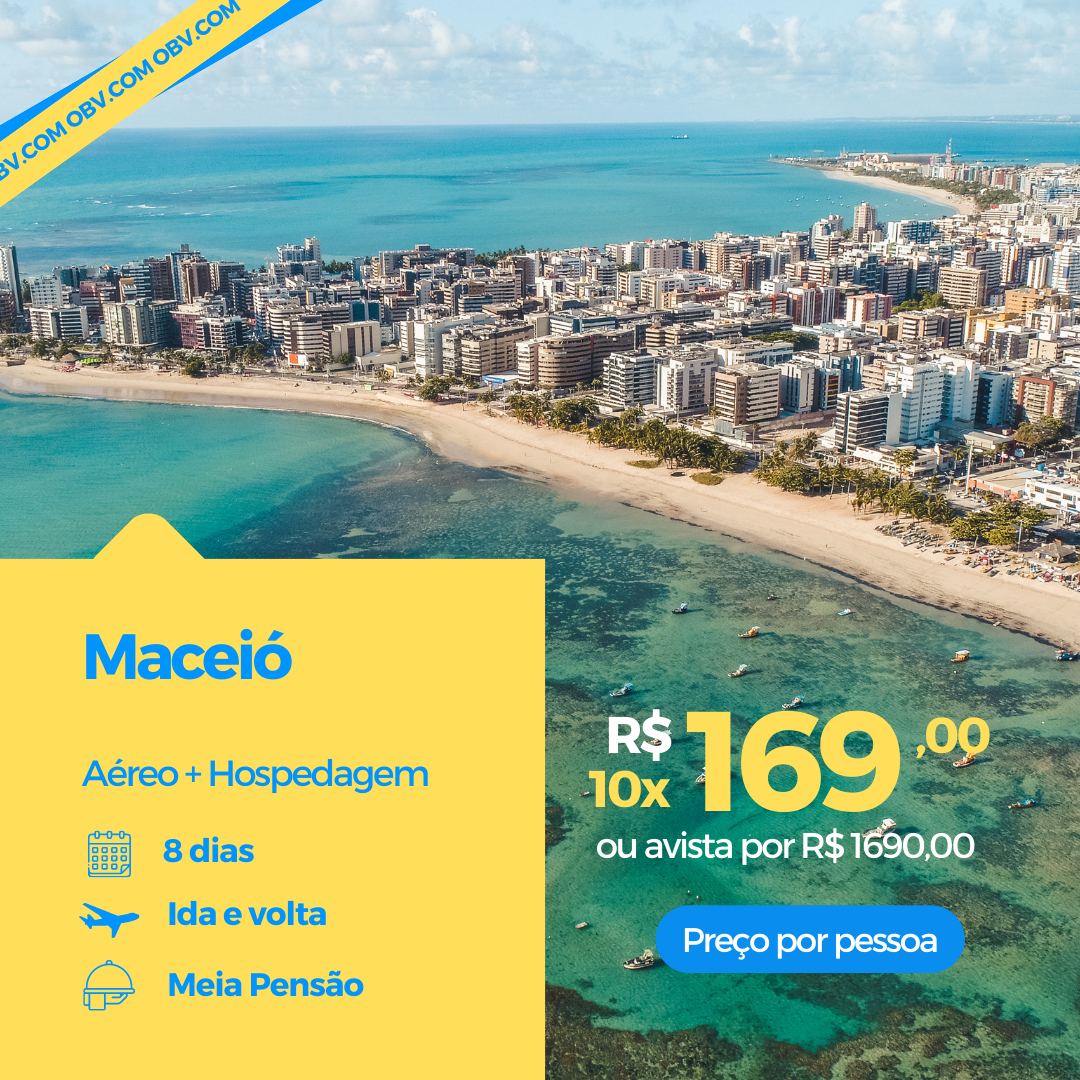 BV.COM OBV.COM OBV.COM
Maceió
Aéreo + Hospedagem
8 dias
Ida e volta
Meia Pensão
R$ 169,00
10x
ou avista por R$ 1690,00
Preço por pessoa